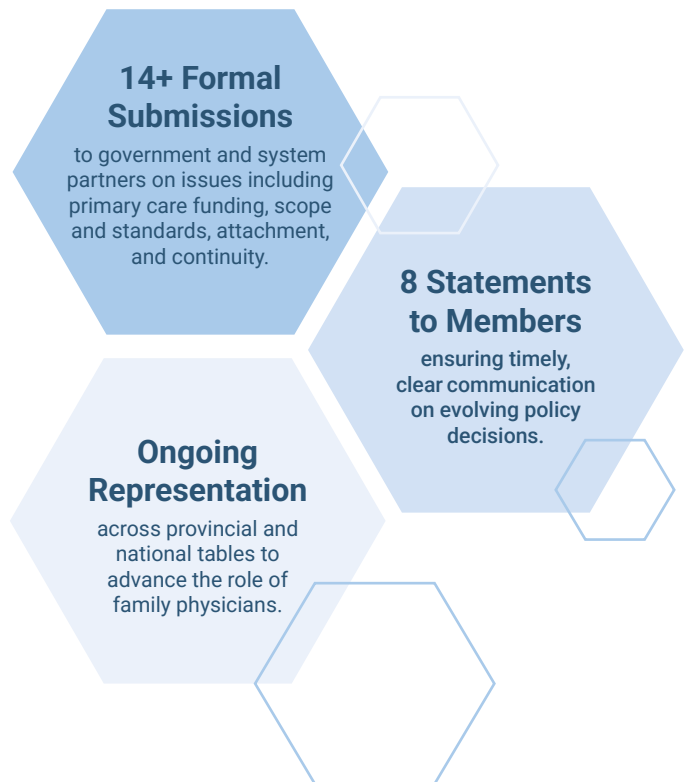 14+ Formal
Submissions
to government and system
partners on issues including
primary care funding, scope
and standards, attachment,
and continuity.
8 Statements
to Members
ensuring timely,
clear communication
on evolving policy
decisions.
Ongoing
Representation
across provincial and
national tables to
advance the role of
family physicians.